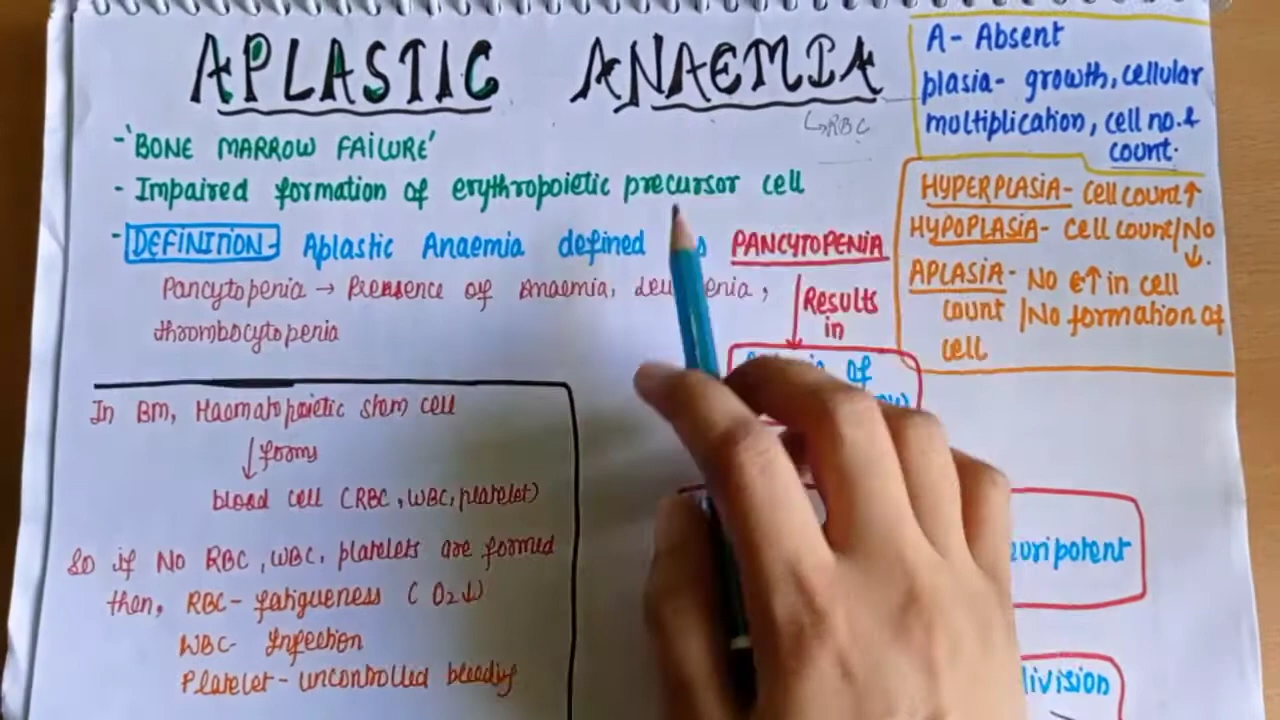 APLASTIC ANAEMIA
↳RBC
- 'BONE MARROW FAILURE'
- Impaired formation of erythropoietic precursor cell
- DEFINITION- Aplastic Anaemia defined PANCYTOPENIA
Pancytopenia → Presence of Anaemia,
thrombocytopenia
Results
in
of
A- Absent
plasia- growth, cellular
multiplication, cell no. &
count.
HYPERPLASIA- Cell count ↑
HYPOPLASIA- cell count/No
↓.
APLASIA- No ↑ in cell
count /No formation of
cell
In Bm, Haematopoietic stem cell
↓ forms
blood cell (RBC, WBC, platelet)
So if No RBC, WBC, platelets are formed
then, RBC- fatigueness ( O2↓)
WBC- Infection
Platelet- uncontrolled bleeding